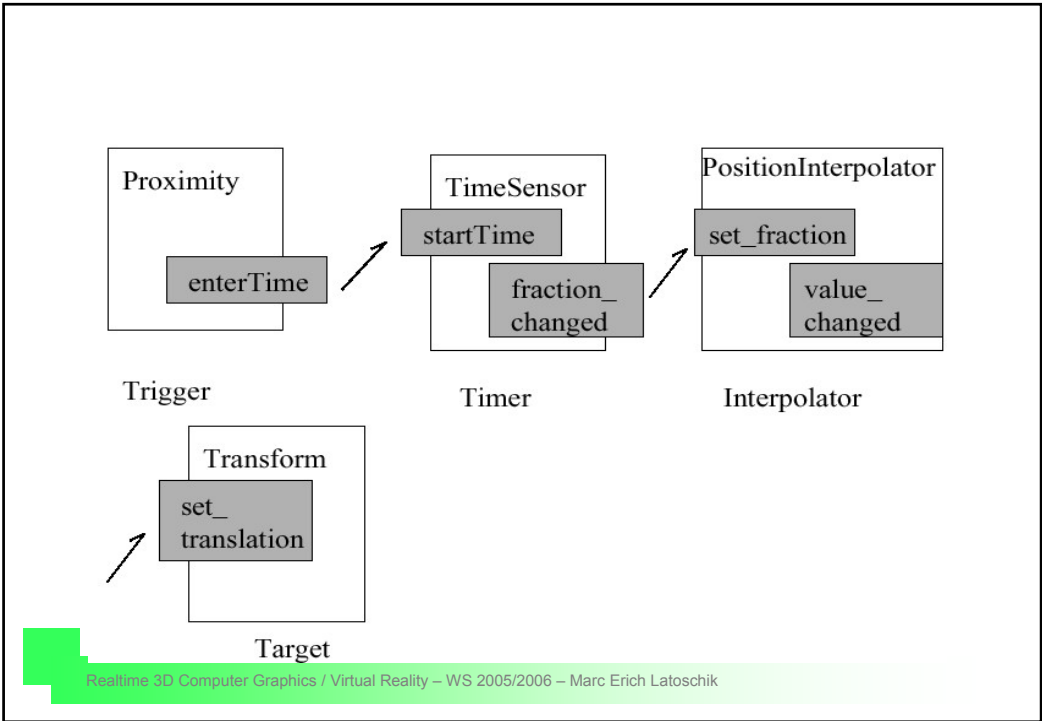 Proximity
enterTime
Trigger
TimeSensor
startTime
fraction_
changed
Timer
PositionInterpolator
set_fraction
value_
changed
Interpolator
Transform
set_
translation
Target
Realtime 3D Computer Graphics / Virtual Reality – WS 2005/2006 – Marc Erich Latoschik